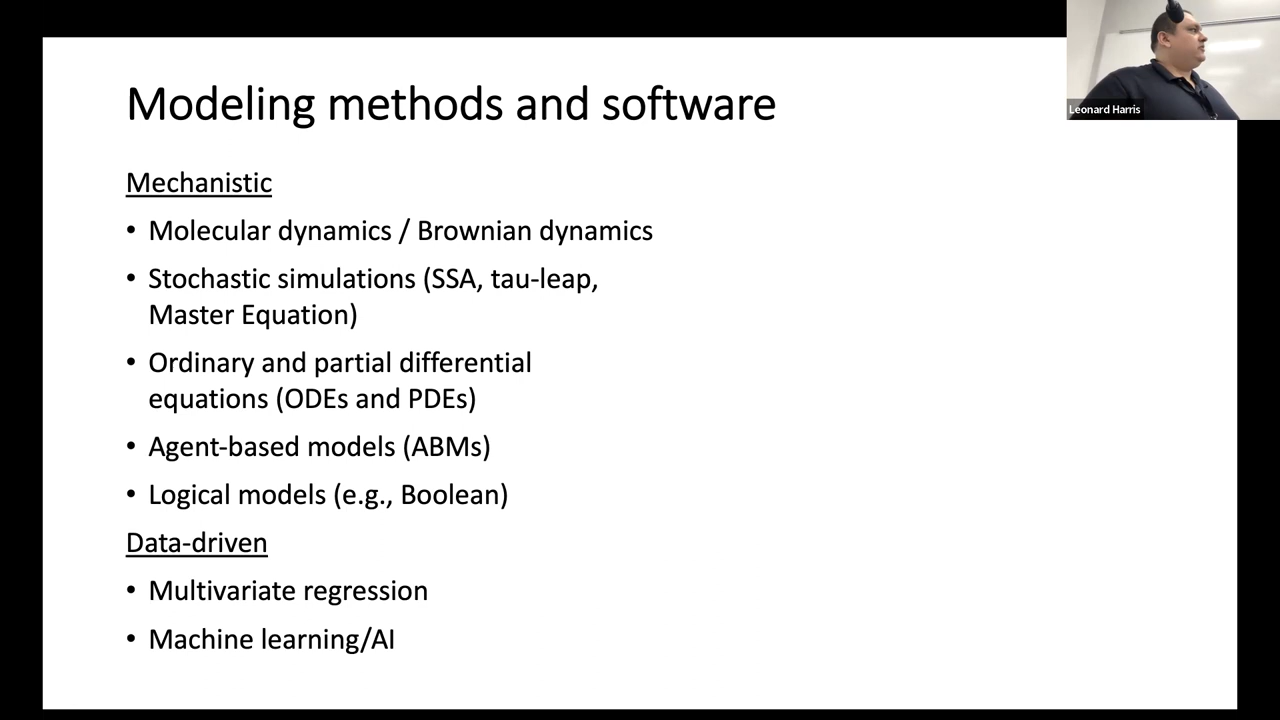 Modeling methods and software
Leonard Harris
Mechanistic
• Molecular dynamics / Brownian dynamics
• Stochastic simulations (SSA, tau-leap,
Master Equation)
• Ordinary and partial differential
equations (ODEs and PDEs)
• Agent-based models (ABMs)
• Logical models (e.g., Boolean)
Data-driven
• Multivariate regression
• Machine learning/AI